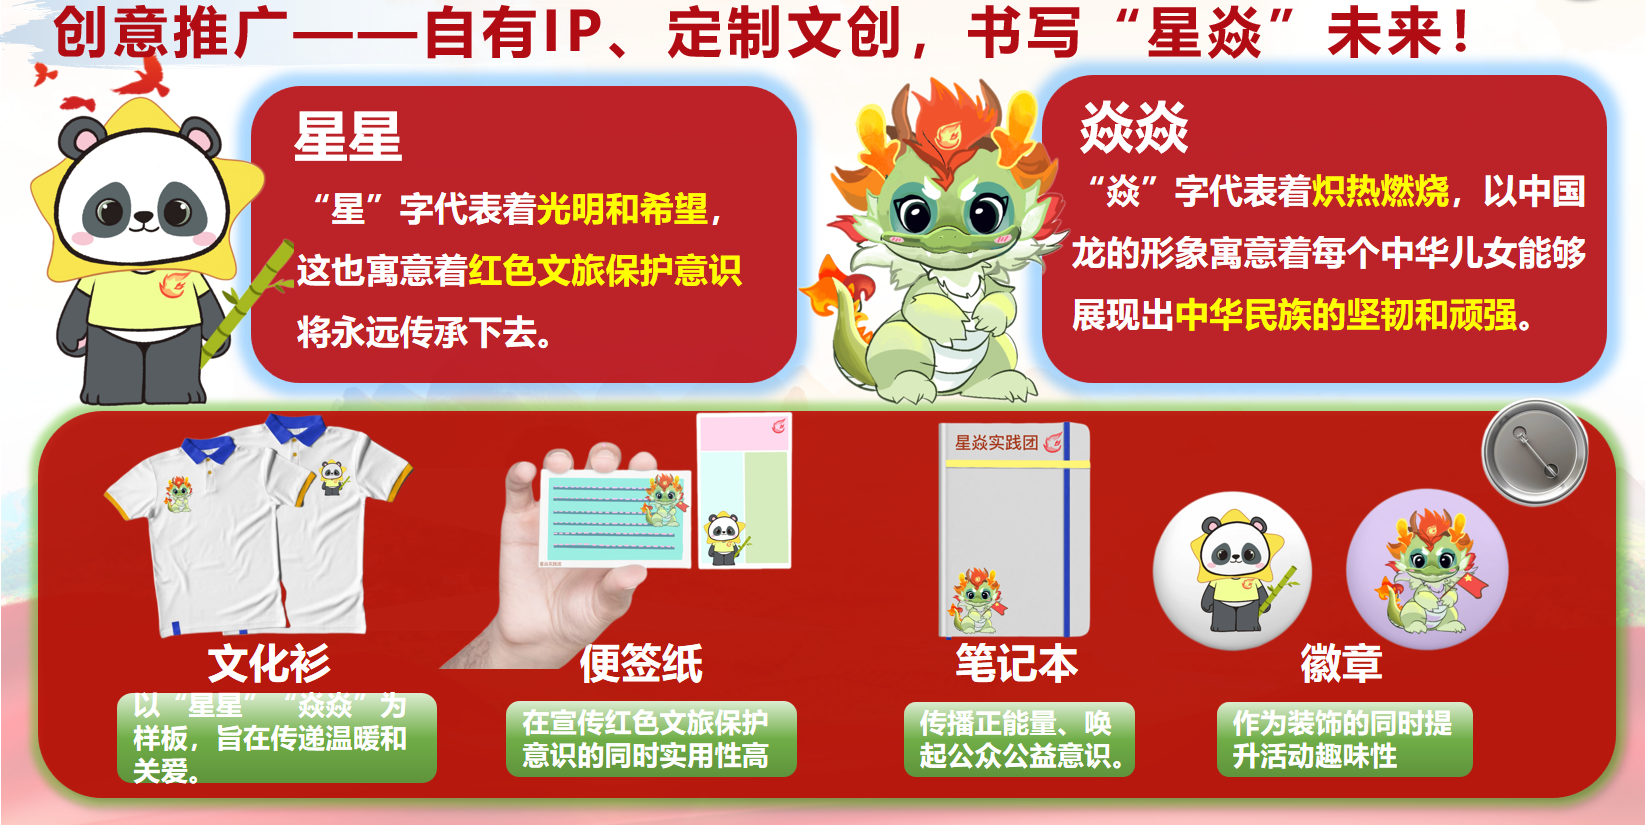 创意推广——自有IP、定制文创，书写“星焱”未来！
星星
“星”字代表着光明和希望，
这也寓意着红色文旅保护意识
将永远传承下去。
焱焱
“焱”字代表着炽热燃烧，以中国
龙的形象寓意着每个中华儿女能够
展现出中华民族的坚韧和顽强。
星焱实践团
星焱实践团
文化衫
便签纸
笔记本
徽章
以“星星”“焱焱”为
样板，旨在传递温暖和
关爱。
在宣传红色文旅保护
意识的同时实用性高
传播正能量、唤
起公众公益意识。
作为装饰的同时提
升活动趣味性